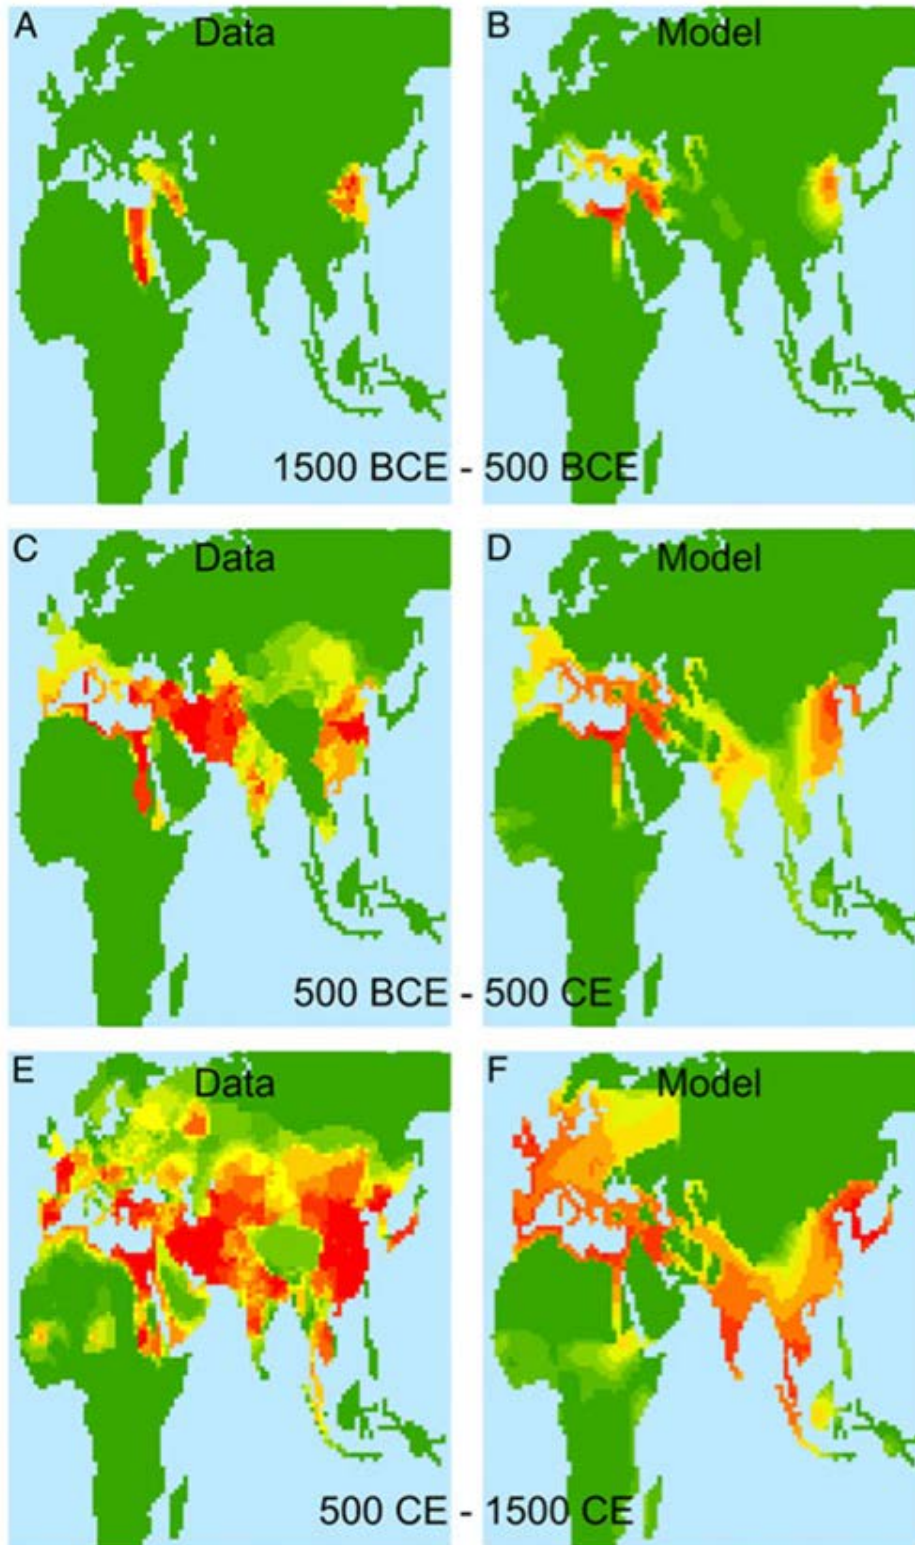 A Data
B Model
1500 BCE - 500 BCE
C Data
D Model
500 BCE - 500 CE
E Data
F Model
500 CE - 1500 CE